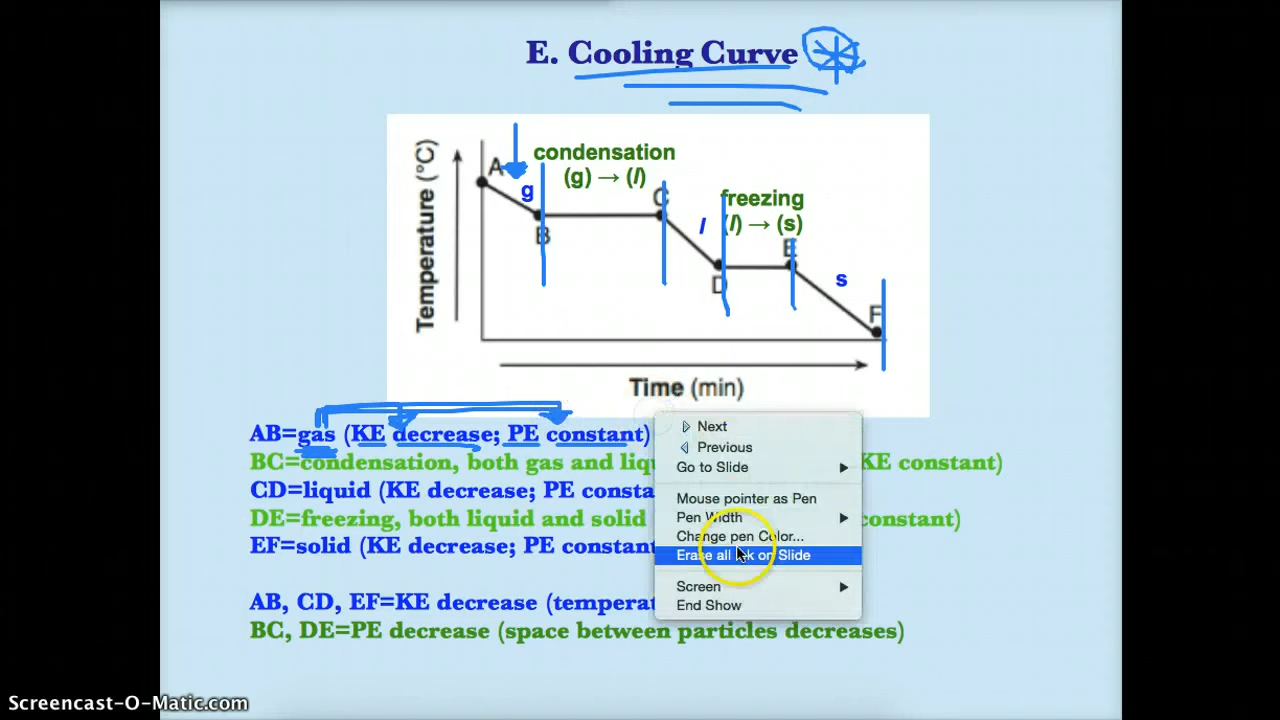 E. Cooling Curve
Temperature (°C)
A
condensation
(g) → (l)
g
B
C
freezing
(l) → (s)
l
D
E
s
F
Time (min)
AB=gas (KE decrease; PE constant)
BC=condensation, both gas and liqu KE constant)
CD=liquid (KE decrease; PE consta
DE=freezing, both liquid and solid constant)
EF=solid (KE decrease; PE constant
AB, CD, EF=KE decrease (temperat
BC, DE=PE decrease (space between particles decreases)
Next
Previous
Go to Slide
Mouse pointer as Pen
Pen Width
Change pen Color...
Erase all Ink on Slide
Screen
End Show
Screencast-O-Matic.com